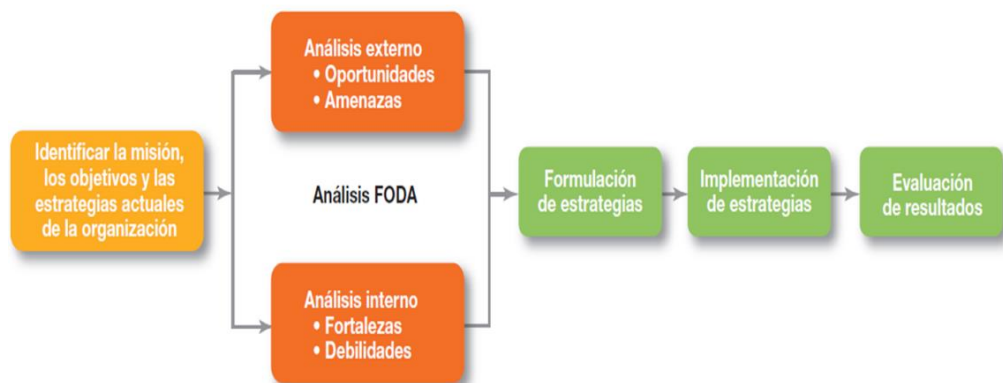 Identificar la misión,
los objetivos y las
estrategias actuales
de la organización
Análisis externo
• Oportunidades
• Amenazas
Análisis FODA
Análisis interno
• Fortalezas
• Debilidades
Formulación
de estrategias
Implementación
de estrategias
Evaluación
de resultados